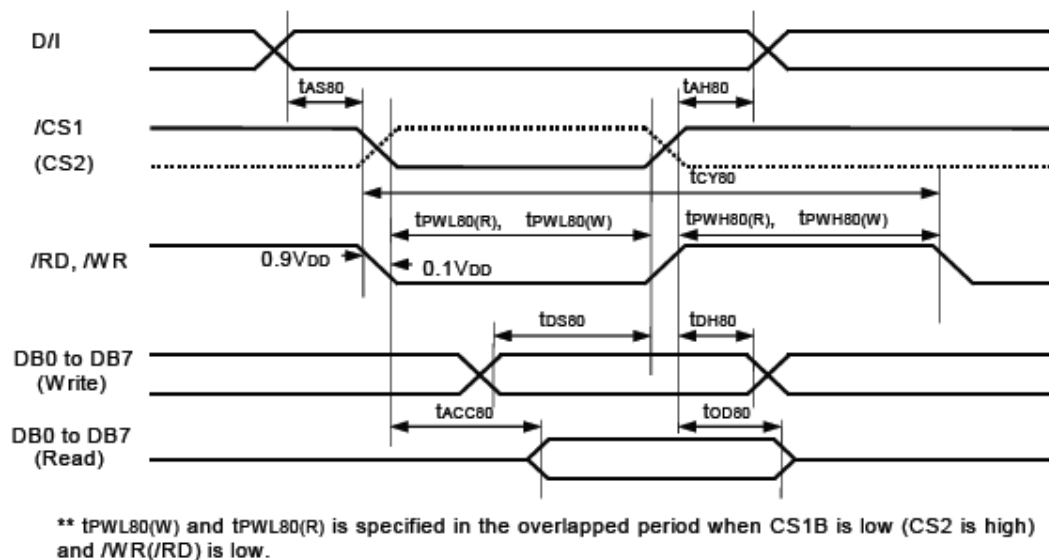 D/I
tAS80 tAH80
/CS1
(CS2)
tCY80
tPWL80(R), tPWL80(W) tPWH80(R), tPWH80(W)
/RD, /WR
0.9VDD 0.1VDD
tDS80 tDH80
DB0 to DB7
(Write)
tACC80 tOD80
DB0 to DB7
(Read)
** tPWL80(W) and tPWL80(R) is specified in the overlapped period when CS1B is low (CS2 is high)
and /WR(/RD) is low.